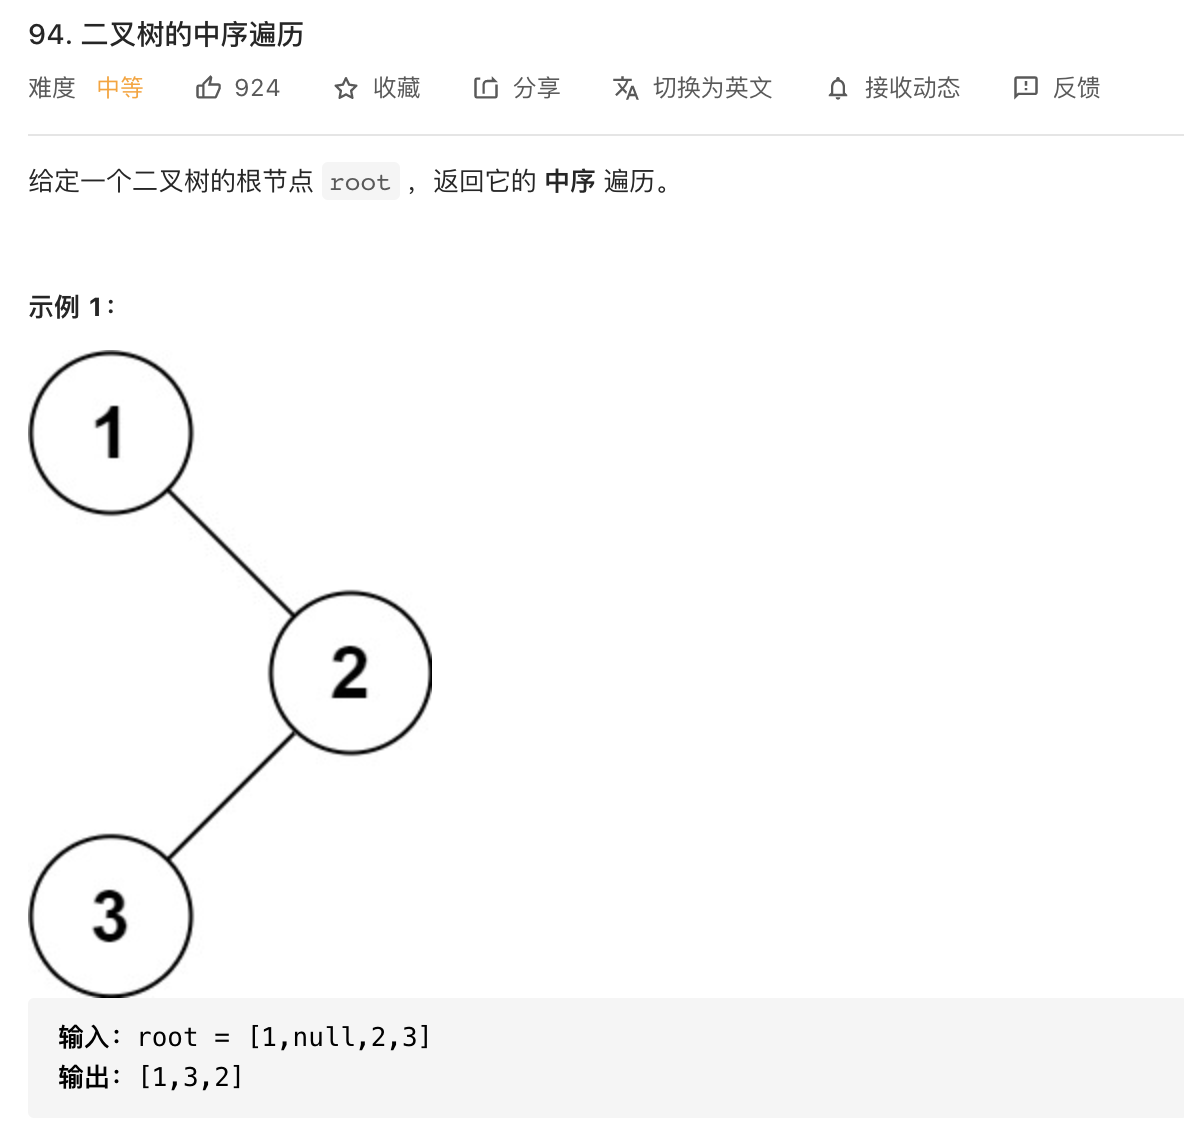 94. 二叉树的中序遍历
难度 中等 924 收藏 分享 切换为英文 接收动态 反馈
给定一个二叉树的根节点 root ，返回它的 中序 遍历。
示例 1：
1
2
3
输入：root = [1,null,2,3]
输出：[1,3,2]